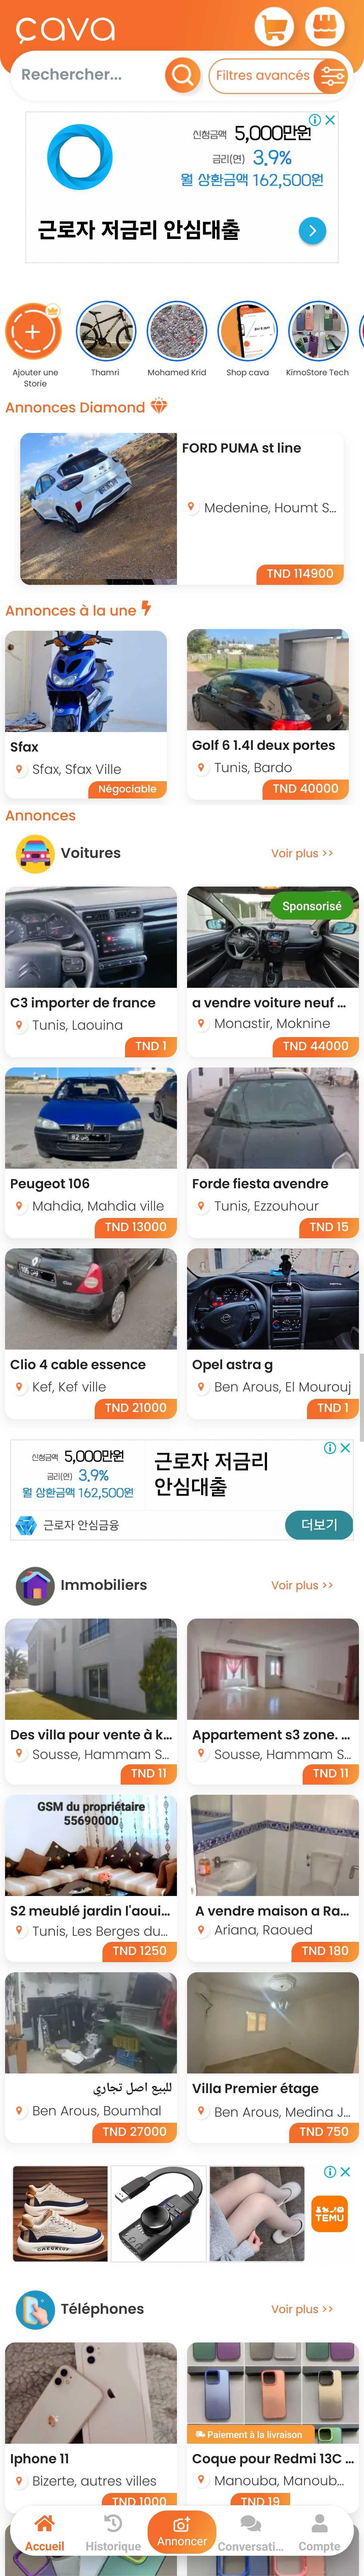 çava
Rechercher...
Filtres avancés
신청금액 5,000만원
금리(연) 3.9%
월 상환금액 162,500원
근로자 저금리 안심대출
Ajouter une
Storie
Thamri
Mohamed Krid
Shop cava
KimoStore Tech
Annonces Diamond
FORD PUMA st line
Medenine, Houmt S...
TND 114900
Annonces à la une
Sfax
Sfax, Sfax Ville
Négociable
Golf 6 1.4l deux portes
Tunis, Bardo
TND 40000
Annonces
Voitures
Voir plus >>
Sponsorisé
C3 importer de france
Tunis, Laouina
TND 1
a vendre voiture neuf ...
Monastir, Moknine
TND 44000
Peugeot 106
Mahdia, Mahdia ville
TND 13000
Forde fiesta avendre
Tunis, Ezzouhour
TND 15
Clio 4 cable essence
Kef, Kef ville
TND 21000
Opel astra g
Ben Arous, El Mourouj
TND 1
신청금액 5,000만원
금리(연) 3.9%
월 상환금액 162,500원
근로자 저금리
안심대출
근로자 안심금융
더보기
Immobiliers
Voir plus >>
Des villa pour vente à k...
Sousse, Hammam S...
TND 11
Appartement s3 zone. ...
Sousse, Hammam S...
TND 11
GSM du propriétaire
55690000
S2 meublé jardin l'aoui...
Tunis, Les Berges du...
TND 1250
A vendre maison a Ra...
Ariana, Raoued
TND 180
للبيع اصل تجاري
Ben Arous, Boumhal
TND 27000
Villa Premier étage
Ben Arous, Medina J...
TND 750
TEMU
Téléphones
Voir plus >>
Iphone 11
Bizerte, autres villes
TND 1000
Paiement à la livraison
Coque pour Redmi 13C ...
Manouba, Manoub...
TND 19
Accueil
Historique
Annoncer
Conversati...
Compte